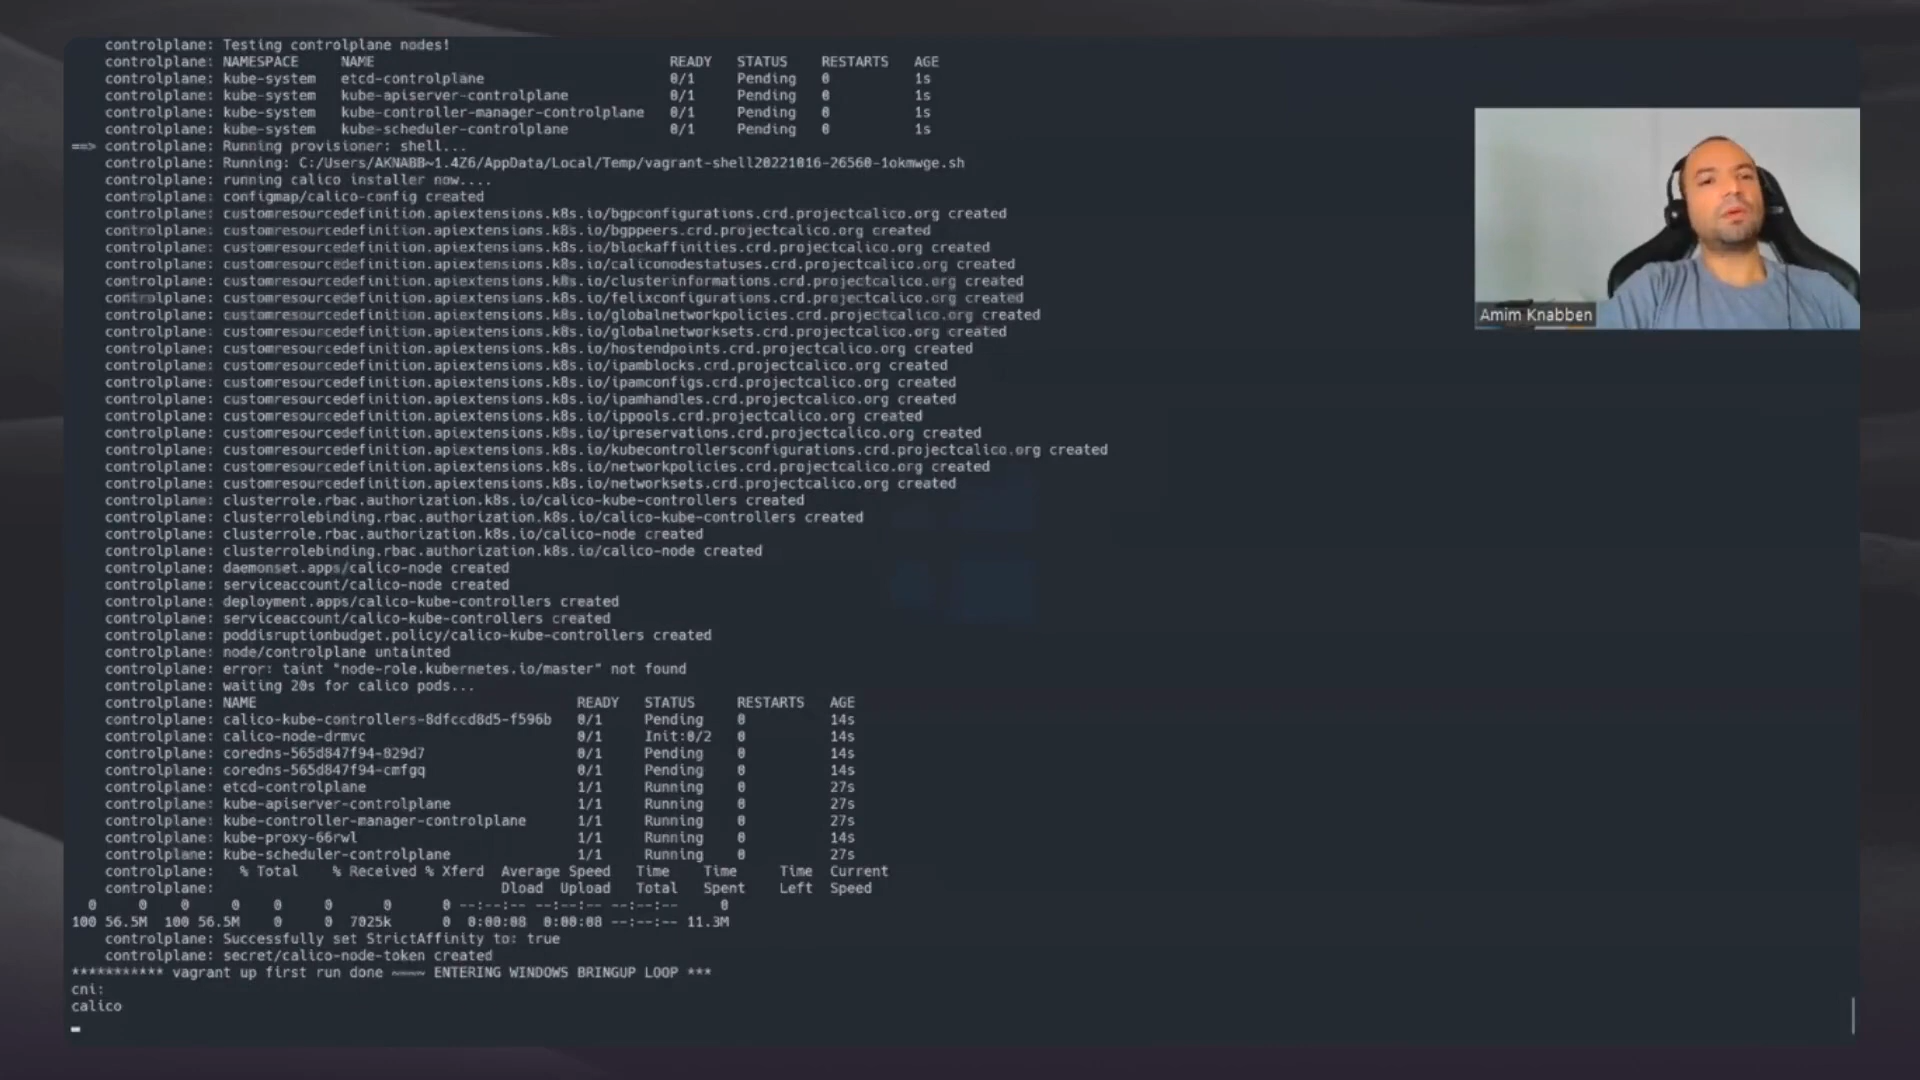 controlplane: Testing controlplane nodes!
controlplane: NAMESPACE NAME READY STATUS RESTARTS AGE
controlplane: kube-system etcd-controlplane 0/1 Pending 0 1s
controlplane: kube-system kube-apiserver-controlplane 0/1 Pending 0 1s
controlplane: kube-system kube-controller-manager-controlplane 0/1 Pending 0 1s
controlplane: kube-system kube-scheduler-controlplane 0/1 Pending 0 1s
==> controlplane: Running provisioner: shell...
controlplane: Running: C:/Users/AKNABB~1.4Z6/AppData/Local/Temp/vagrant-shell20221016-26560-1okmwge.sh
controlplane: running calico installer now....
controlplane: configmap/calico-config created
controlplane: customresourcedefinition.apiextensions.k8s.io/bgpconfigurations.crd.projectcalico.org created
controlplane: customresourcedefinition.apiextensions.k8s.io/bgppeers.crd.projectcalico.org created
controlplane: customresourcedefinition.apiextensions.k8s.io/blockaffinities.crd.projectcalico.org created
controlplane: customresourcedefinition.apiextensions.k8s.io/caliconodestatuses.crd.projectcalico.org created
controlplane: customresourcedefinition.apiextensions.k8s.io/clusterinformations.crd.projectcalico.org created
controlplane: customresourcedefinition.apiextensions.k8s.io/felixconfigurations.crd.projectcalico.org created
controlplane: customresourcedefinition.apiextensions.k8s.io/globalnetworkpolicies.crd.projectcalico.org created
controlplane: customresourcedefinition.apiextensions.k8s.io/globalnetworksets.crd.projectcalico.org created
controlplane: customresourcedefinition.apiextensions.k8s.io/hostendpoints.crd.projectcalico.org created
controlplane: customresourcedefinition.apiextensions.k8s.io/ipamblocks.crd.projectcalico.org created
controlplane: customresourcedefinition.apiextensions.k8s.io/ipamconfigs.crd.projectcalico.org created
controlplane: customresourcedefinition.apiextensions.k8s.io/ipamhandles.crd.projectcalico.org created
controlplane: customresourcedefinition.apiextensions.k8s.io/ippools.crd.projectcalico.org created
controlplane: customresourcedefinition.apiextensions.k8s.io/ipreservations.crd.projectcalico.org created
controlplane: customresourcedefinition.apiextensions.k8s.io/kubecontrollersconfigurations.crd.projectcalico.org created
controlplane: customresourcedefinition.apiextensions.k8s.io/networkpolicies.crd.projectcalico.org created
controlplane: customresourcedefinition.apiextensions.k8s.io/networksets.crd.projectcalico.org created
controlplane: clusterrole.rbac.authorization.k8s.io/calico-kube-controllers created
controlplane: clusterrolebinding.rbac.authorization.k8s.io/calico-kube-controllers created
controlplane: clusterrole.rbac.authorization.k8s.io/calico-node created
controlplane: clusterrolebinding.rbac.authorization.k8s.io/calico-node created
controlplane: daemonset.apps/calico-node created
controlplane: serviceaccount/calico-node created
controlplane: deployment.apps/calico-kube-controllers created
controlplane: serviceaccount/calico-kube-controllers created
controlplane: poddisruptionbudget.policy/calico-kube-controllers created
controlplane: node/controlplane untainted
controlplane: error: taint "node-role.kubernetes.io/master" not found
controlplane: waiting 20s for calico pods...
controlplane: NAME READY STATUS RESTARTS AGE
controlplane: calico-kube-controllers-8dfccd8d5-f596b 0/1 Pending 0 14s
controlplane: calico-node-drmvc 0/1 Init:0/2 0 14s
controlplane: coredns-565d847f94-829d7 0/1 Pending 0 14s
controlplane: coredns-565d847f94-cmfgq 0/1 Pending 0 14s
controlplane: etcd-controlplane 1/1 Running 0 27s
controlplane: kube-apiserver-controlplane 1/1 Running 0 27s
controlplane: kube-controller-manager-controlplane 1/1 Running 0 27s
controlplane: kube-proxy-66rwl 1/1 Running 0 14s
controlplane: kube-scheduler-controlplane 1/1 Running 0 27s
controlplane: % Total % Received % Xferd Average Speed Time Time Time Current
controlplane: Dload Upload Total Spent Left Speed
0 0 0 0 0 0 0 0 --:--:-- --:--:-- --:--:-- 0
100 56.5M 100 56.5M 0 0 7025k 0 0:00:08 0:00:08 --:--:-- 11.3M
controlplane: Successfully set StrictAffinity to: true
controlplane: secret/calico-node-token created
*********** vagrant up first run done ~~~~ ENTERING WINDOWS BRINGUP LOOP ***
cni:
calico
Amim Knabben